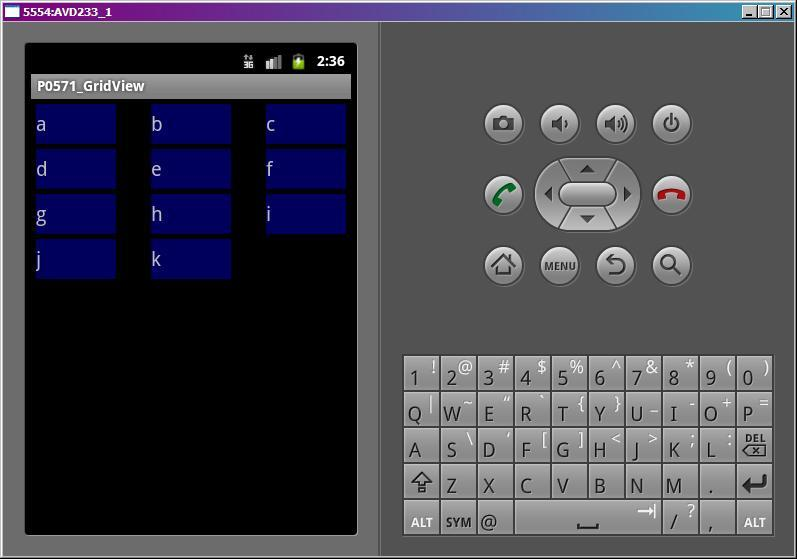 5554:AVD233_1
3G 2:36
P0571_GridView
a b c
d e f
g h i
j k
MENU
1 ! 2 @ 3 # 4 $ 5 % 6 ^ 7 & 8 * 9 ( 0 )
Q | W ~ E “ R ` T { Y } U _ I - O + P =
A S \ D ‘ F [ G ] H < J > K ; L : DEL
Z X C V B N M .
ALT SYM @ / ? , ALT